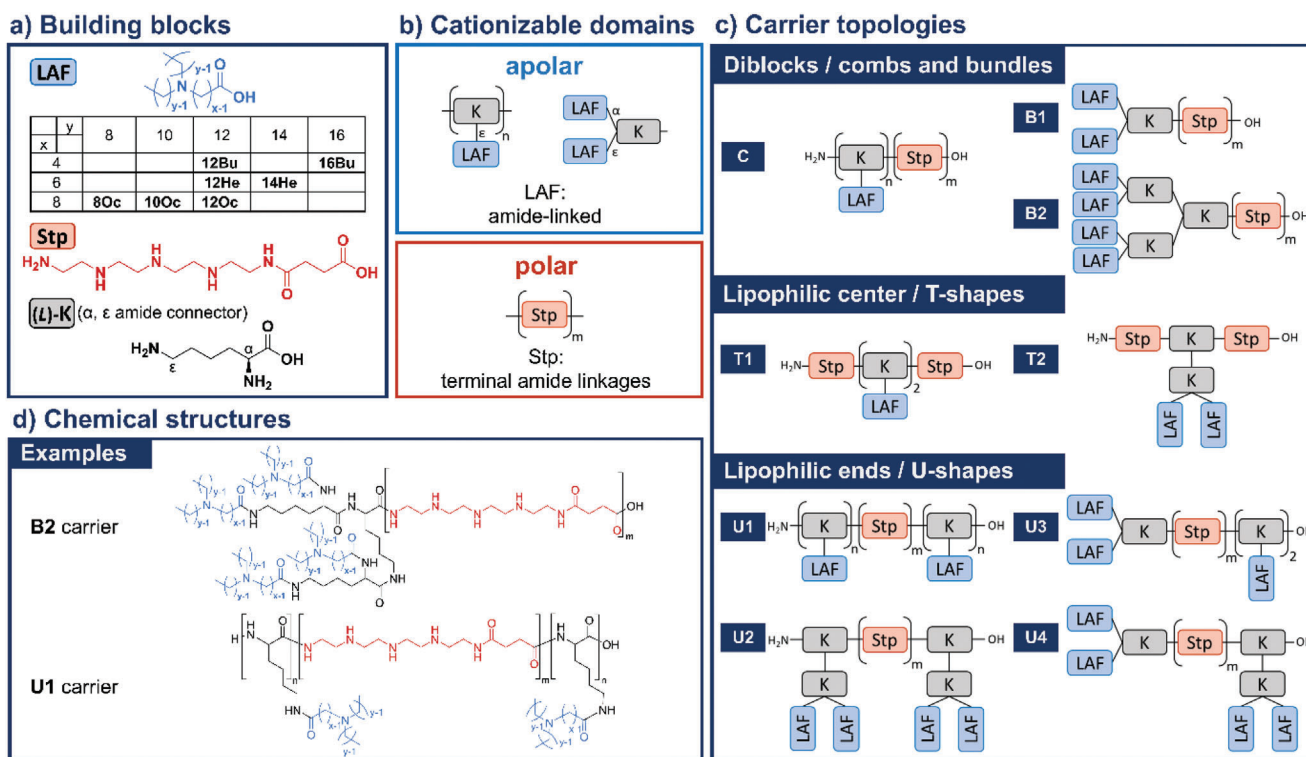 a) Building blocks
LAF
y-1
O
N
OH
y-1
x-1
y
x
8
10
12
14
16
4
12Bu
16Bu
6
12He
14He
8
8Oc
10Oc
12Oc
Stp
H2N
H
N
N
H
H
N
N
H
O
O
OH
(L)-K (α, ε amide connector)
H2N
ε
α
O
OH
NH2
b) Cationizable domains
apolar
K
n
ε
LAF
LAF
α
K
LAF
ε
LAF:
amide-linked
polar
Stp
m
Stp:
terminal amide linkages
c) Carrier topologies
Diblocks / combs and bundles
C
H2N
K
n
Stp
m
OH
LAF
B1
LAF
LAF
K
Stp
m
OH
B2
LAF
LAF
LAF
LAF
K
K
K
Stp
m
OH
Lipophilic center / T-shapes
T1
H2N
Stp
K
2
Stp
OH
LAF
T2
H2N
Stp
K
Stp
OH
K
LAF
LAF
Lipophilic ends / U-shapes
U1
H2N
K
n
Stp
m
K
n
OH
LAF
LAF
U3
LAF
LAF
K
Stp
m
K
2
OH
LAF
U2
H2N
K
Stp
m
K
OH
K
K
LAF
LAF
LAF
LAF
U4
LAF
LAF
K
Stp
m
K
OH
K
LAF
LAF
d) Chemical structures
Examples
B2 carrier
U1 carrier